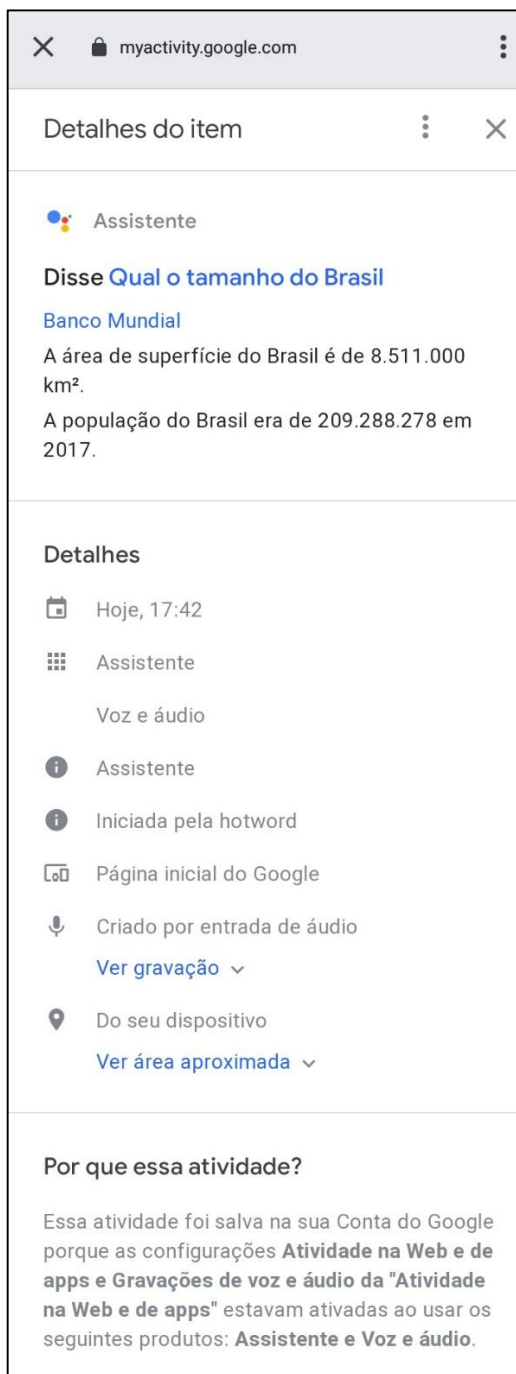 myactivity.google.com
Detalhes do item
Assistente
Disse Qual o tamanho do Brasil
Banco Mundial
A área de superfície do Brasil é de 8.511.000
km².
A população do Brasil era de 209.288.278 em
2017.
Detalhes
Hoje, 17:42
Assistente
Voz e áudio
Assistente
Iniciada pela hotword
Página inicial do Google
Criado por entrada de áudio
Ver gravação
Do seu dispositivo
Ver área aproximada
Por que essa atividade?
Essa atividade foi salva na sua Conta do Google
porque as configurações Atividade na Web e de
apps e Gravações de voz e áudio da "Atividade
na Web e de apps" estavam ativadas ao usar os
seguintes produtos: Assistente e Voz e áudio.